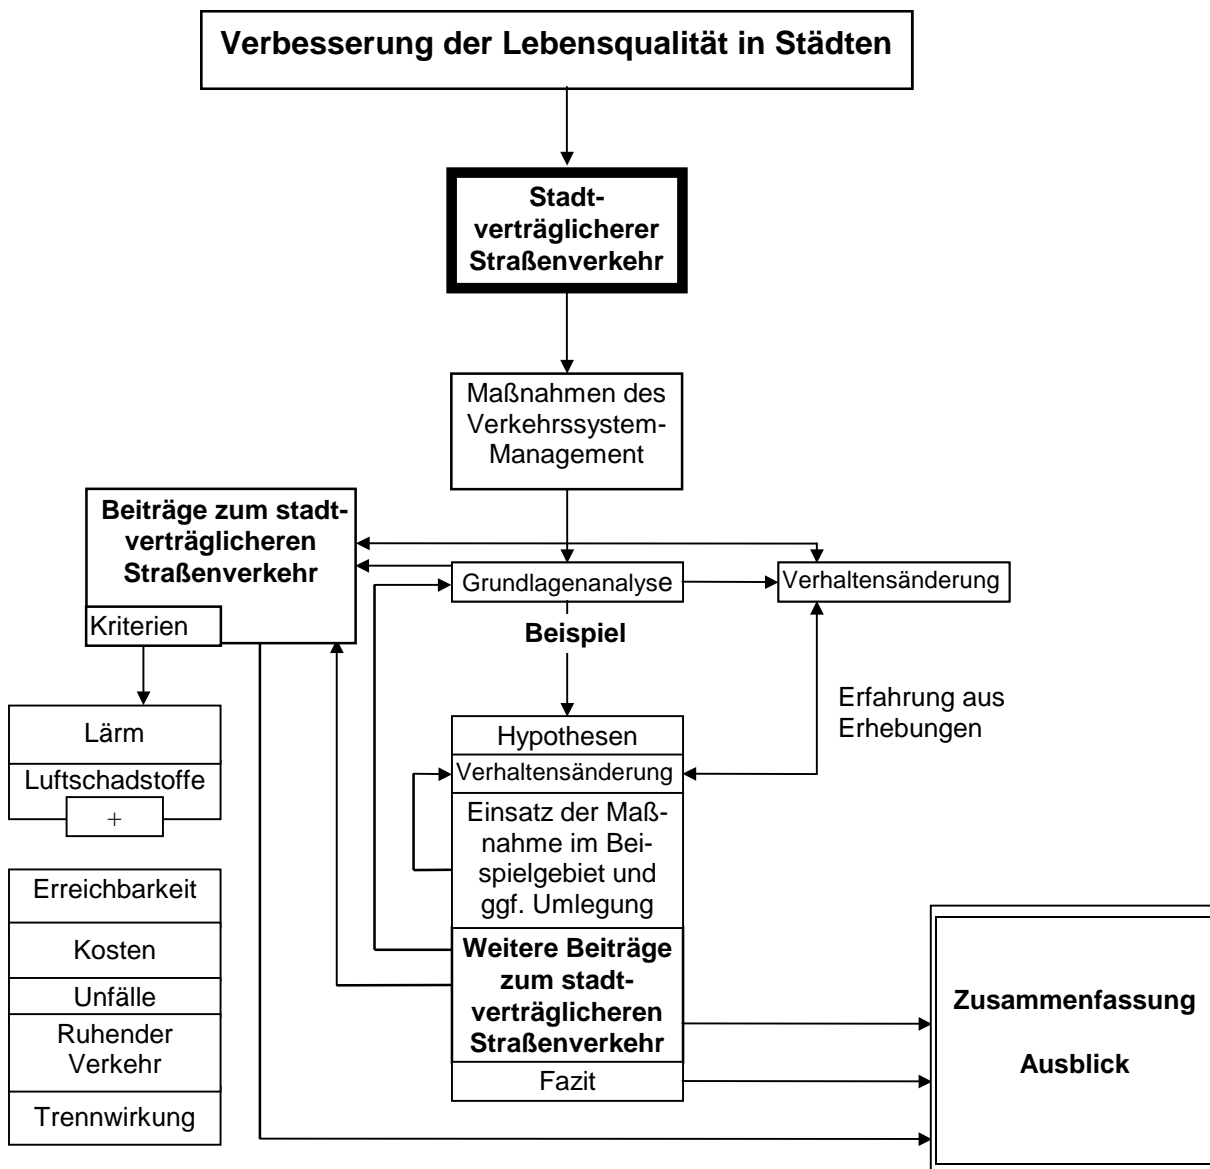 Verbesserung der Lebensqualität in Städten
Stadt-
verträglicherer
Straßenverkehr
Maßnahmen des
Verkehrssystem-
Management
Beiträge zum stadt-
verträglicheren
Straßenverkehr
Kriterien
Grundlagenanalyse
Verhaltensänderung
Beispiel
Erfahrung aus
Erhebungen
Lärm
Luftschadstoffe
+
Hypothesen
Verhaltensänderung
Einsatz der Maß-
nahme im Bei-
spielgebiet und
ggf. Umlegung
Weitere Beiträge
zum stadt-
verträglicheren
Straßenverkehr
Fazit
Erreichbarkeit
Kosten
Unfälle
Ruhender
Verkehr
Trennwirkung
Zusammenfassung
Ausblick